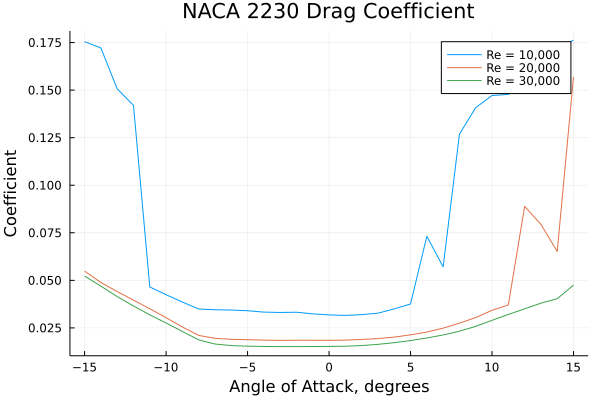 NACA 2230 Drag Coefficient
Coefficient
0.175
0.150
0.125
0.100
0.075
0.050
0.025
Re = 10,000
Re = 20,000
Re = 30,000
−15 −10 −5 0 5 10 15
Angle of Attack, degrees